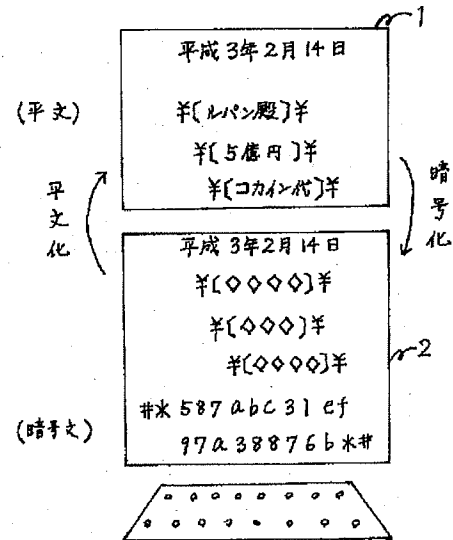 1
平成3年2月14日
(平文)
¥[ルパン殿]¥
¥[5億円]¥
¥[コカイン代]¥
平文化
暗号化
平成3年2月14日
¥[◇◇◇◇]¥
¥[◇◇◇]¥
¥[◇◇◇◇]¥
2
#* 587abc31ef
(暗号文)
97a38876b*#